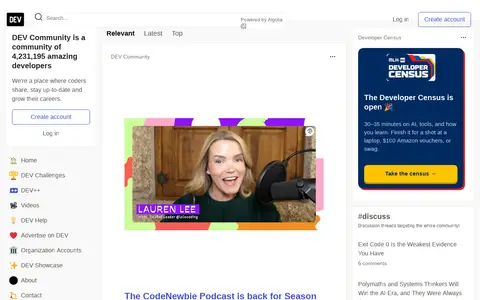 DEV
Search...
Powered by Algolia
Log in
Create account
DEV Community is a
community of
4,231,195 amazing
developers
We're a place where coders
share, stay up-to-date and
grow their careers.
Create account
Log in
Home
DEV Challenges
DEV++
Videos
DEV Help
Advertise on DEV
Organization Accounts
DEV Showcase
About
Contact
Relevant
Latest
Top
DEV Community
LAUREN LEE
The CodeNewbie Podcast is back for Season
Developer Census
MLH
DEVELOPER
CENSUS
The Developer Census is
open 🎉
30–35 minutes on AI, tools, and
how you learn. Finish it for a shot at a
laptop, $100 Amazon vouchers, or
swag.
Take the census →
#discuss
Discussion threads targeting the whole community!
Exit Code 0 Is the Weakest Evidence
You Have
6 comments
Polymaths and Systems Thinkers Will
Win the AI Era, and They Were Always